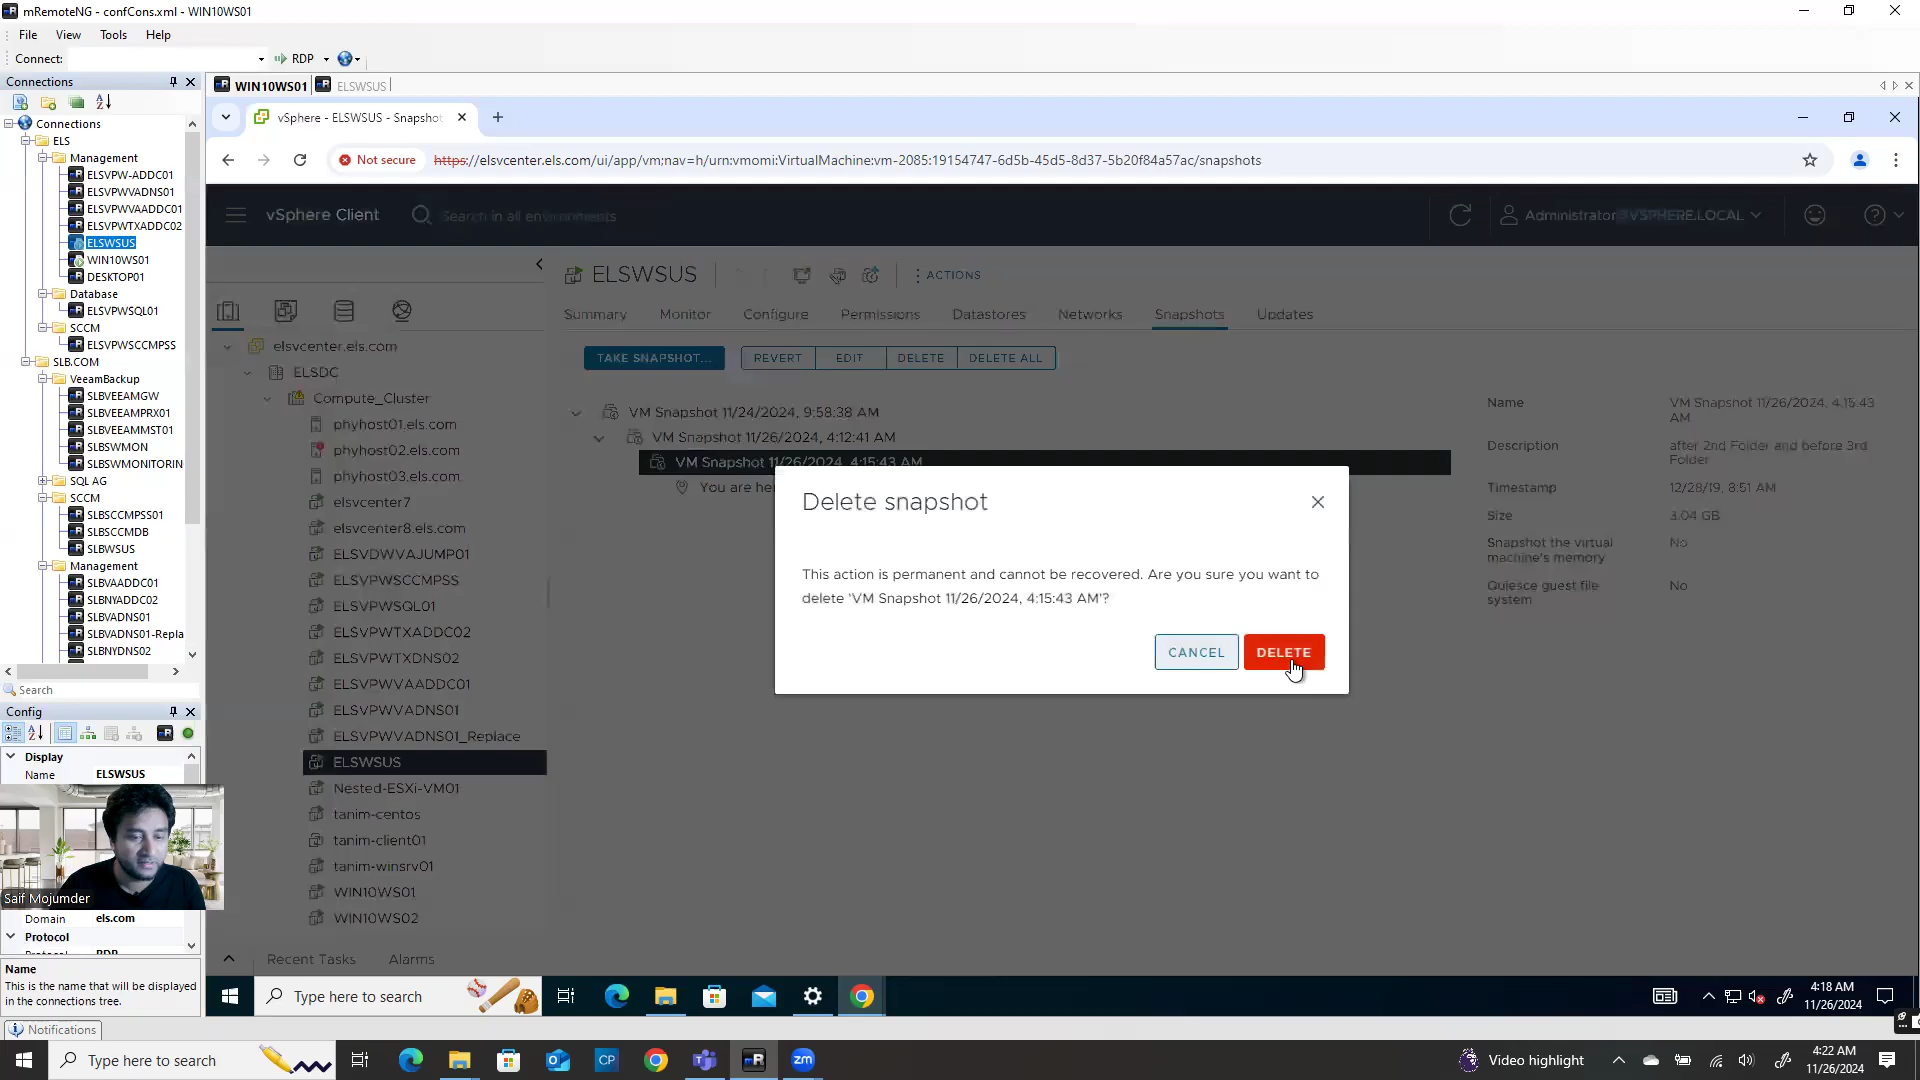 mRemoteNG - confCons.xml - WIN10WS01
File View Tools Help
Connect: RDP
Connections
WIN10WS01 ELSWSUS
vSphere - ELSWSUS - Snapshot
Not secure https://elsvcenter.els.com/ui/app/vm;nav=h/urn:vmomi:VirtualMachine:vm-2085:19154747-6d5b-45d5-8d37-5b20f84a57ac/snapshots
Connections
ELS
Management
ELSVPW-ADDC01
ELSVPWVADNS01
ELSVPWVAADDC01
ELSVPWTXADDC02
ELSWSUS
WIN10WS01
DESKTOP01
Database
ELSVPWSQL01
SCCM
ELSVPWSCCMPSS
SLB.COM
VeeamBackup
SLBVEEAMGW
SLBVEEAMPRX01
SLBVEEAMMST01
SLBSWMON
SLBSWMONITORIN
SQL AG
SCCM
SLBSCCMPSS01
SLBSCCMDB
SLBWSUS
Management
SLBVAADDC01
SLBNYADDC02
SLBVADNS01
SLBVADNS01-Repla
SLBNYDNS02
Search
Config
Display
Name ELSWSUS
Saif Mojumder
Domain els.com
Protocol
Name
This is the name that will be displayed
in the connections tree.
Notifications
vSphere Client Search in all environments Administrator@VSPHERE.LOCAL
ELSWSUS ACTIONS
Summary Monitor Configure Permissions Datastores Networks Snapshots Updates
TAKE SNAPSHOT... REVERT EDIT DELETE DELETE ALL
elsvcenter.els.com
ELSDC
Compute_Cluster
phyhost01.els.com
phyhost02.els.com
phyhost03.els.com
elsvcenter7
elsvcenter8.els.com
ELSVDWVAJUMP01
ELSVPWSCCMPSS
ELSVPWSQL01
ELSVPWTXADDC02
ELSVPWTXDNS02
ELSVPWVAADDC01
ELSVPWVADNS01
ELSVPWVADNS01_Replace
ELSWSUS
Nested-ESXi-VM01
tanim-centos
tanim-client01
tanim-winsrv01
WIN10WS01
WIN10WS02
Recent Tasks Alarms
VM Snapshot 11/24/2024, 9:58:38 AM
VM Snapshot 11/26/2024, 4:12:41 AM
VM Snapshot 11/26/2024, 4:15:43 AM
You are he
Name VM Snapshot 11/26/2024, 4:15:43
AM
Description after 2nd Folder and before 3rd
Folder
Timestamp 12/28/19, 8:51 AM
Size 3.04 GB
Snapshot the virtual No
machine's memory
Quiesce guest file No
system
Delete snapshot
This action is permanent and cannot be recovered. Are you sure you want to
delete 'VM Snapshot 11/26/2024, 4:15:43 AM'?
CANCEL DELETE
Type here to search
4:18 AM
11/26/2024
Type here to search
CP
zm
Video highlight
4:22 AM
11/26/2024